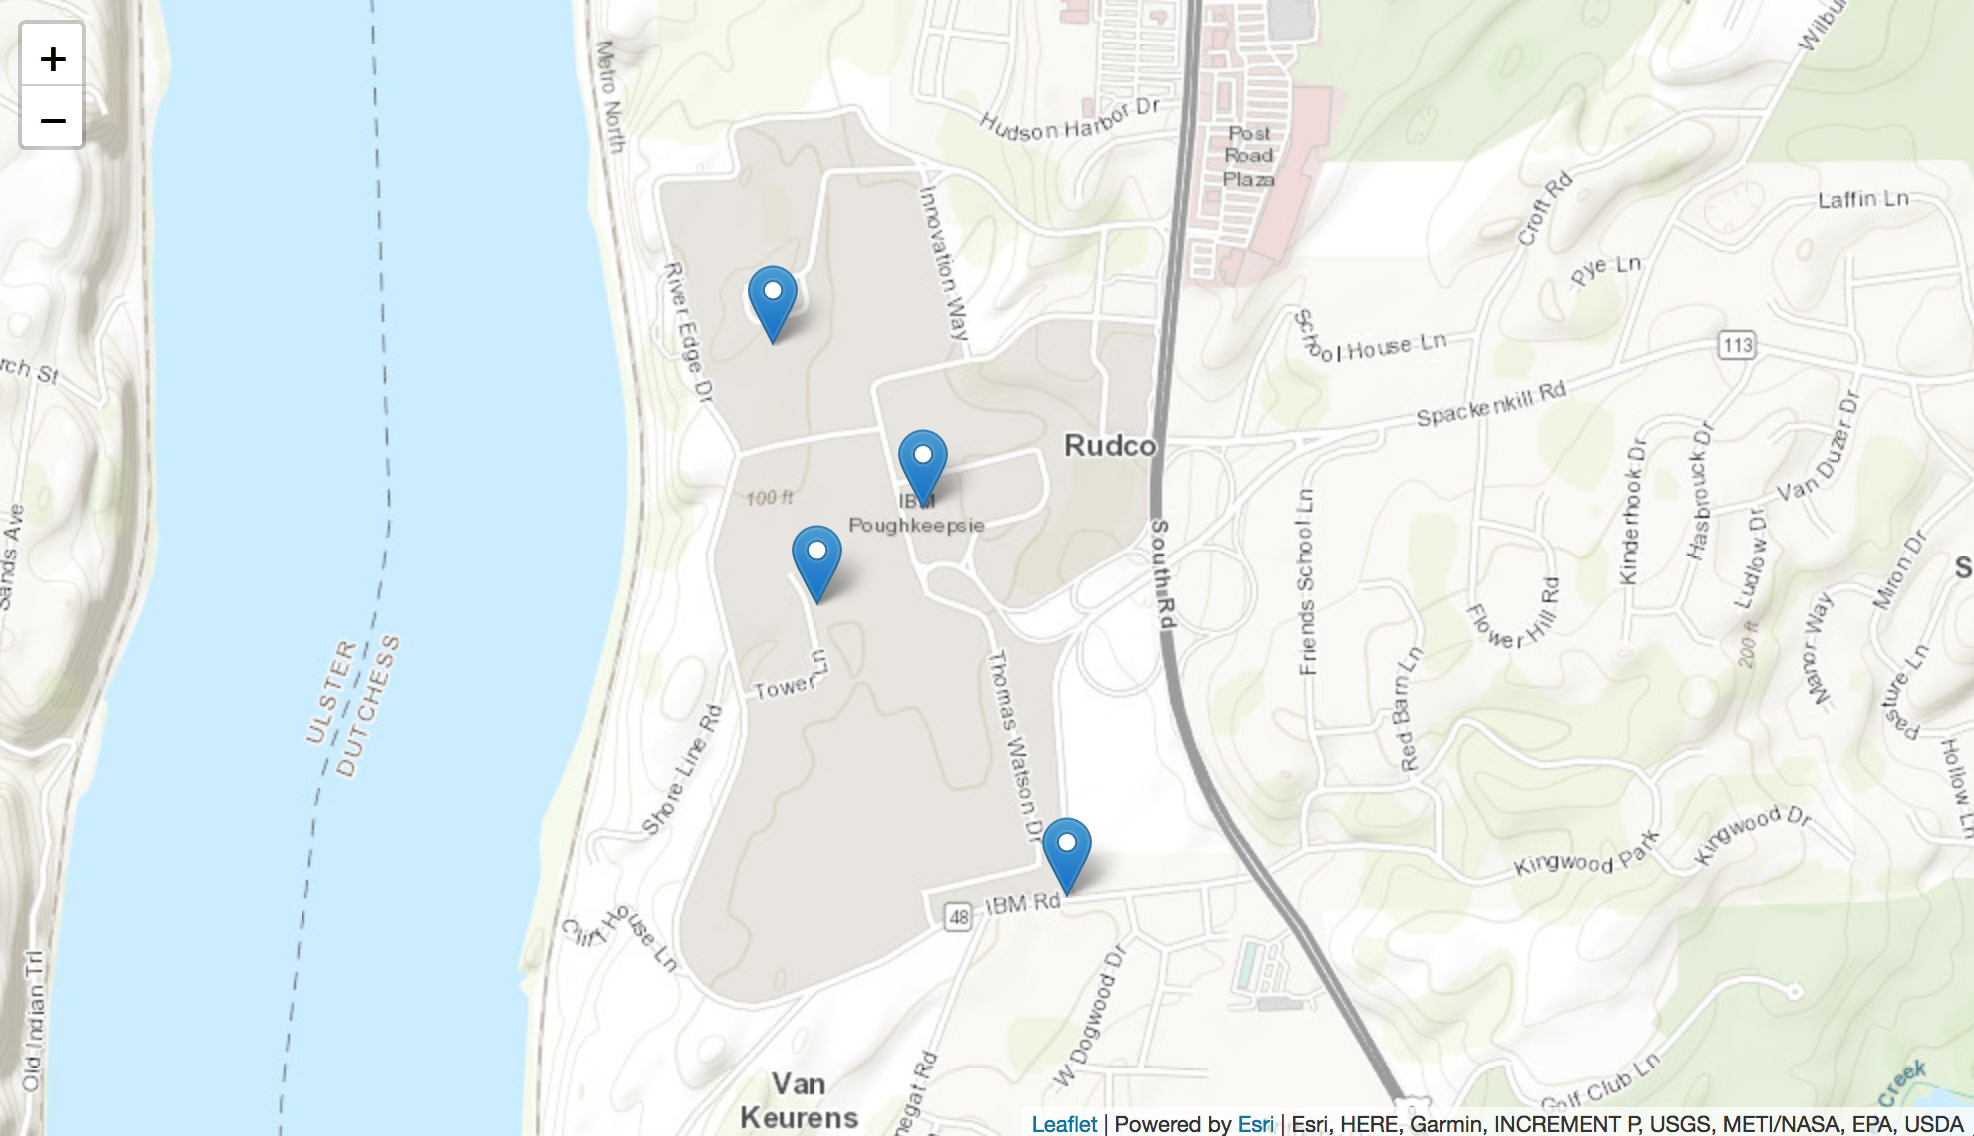 +
−
Metro North
Hudson Harbor Dr
Post
Road
Plaza
Wilbur
Croft Rd
Laffin Ln
Pye Ln
Innovation Way
River Edge Dr
School House Ln
113
Spackenkill Rd
rch St
Rudco
100 ft
IBM
Poughkeepsie
Sands Ave
South Rd
Friends School Ln
Kinderhook Dr
Hasbrouck Dr
Van Duzer Dr
Ludlow Dr
Miron Dr
S
Flower Hill Rd
200 ft
Manor Way
Pasture Ln
Hollow Ln
ULSTER
DUTCHESS
Tower Ln
Thomas Watson Dr
Red Barn Ln
Shore Line Rd
Kingwood Park
Kingwood Dr
48
IBM Rd
Cliff House Ln
Old Indian Trl
W Dogwood Dr
Van
Keurens
negat Rd
Golf Club Ln
Creek
Leaflet | Powered by Esri | Esri, HERE, Garmin, INCREMENT P, USGS, METI/NASA, EPA, USDA